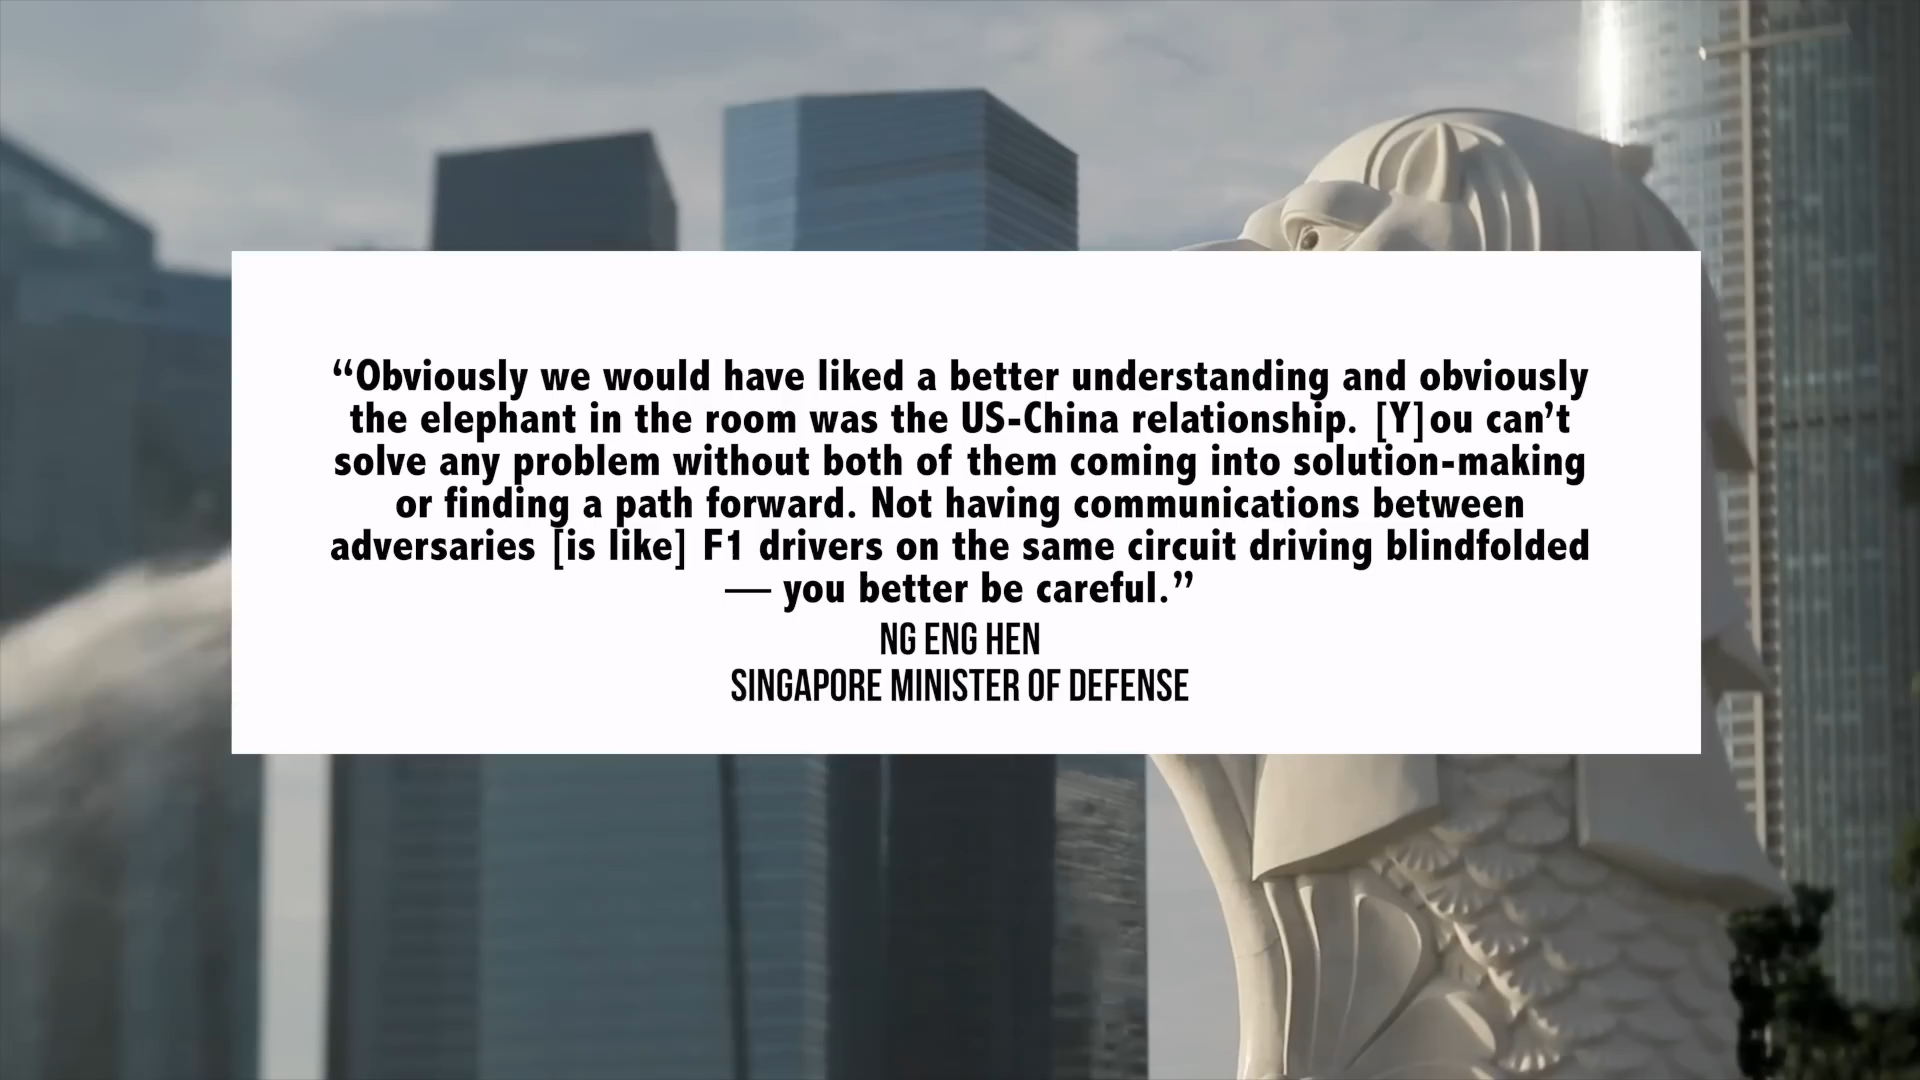 “Obviously we would have liked a better understanding and obviously
the elephant in the room was the US-China relationship. [Y]ou can’t
solve any problem without both of them coming into solution-making
or finding a path forward. Not having communications between
adversaries [is like] F1 drivers on the same circuit driving blindfolded
— you better be careful.”
NG ENG HEN
SINGAPORE MINISTER OF DEFENSE